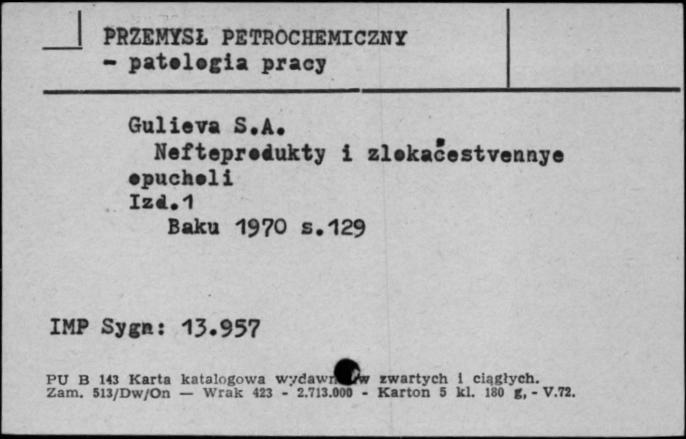 PRZEMYSŁ PETROCHEMICZNY
- patologia pracy
Gulieva S.A.
Nefteprodukty i zlokačestvennye
opucholi
Izd.1
Baku 1970 s.129
IMP Sygn: 13.957
PU B 143 Karta katalogowa zwartych i ciągłych.
Zam. 513/Dw/On — Wrak 423 - 2.713.000 - Karton 5 kl. 180 g, - V.72.